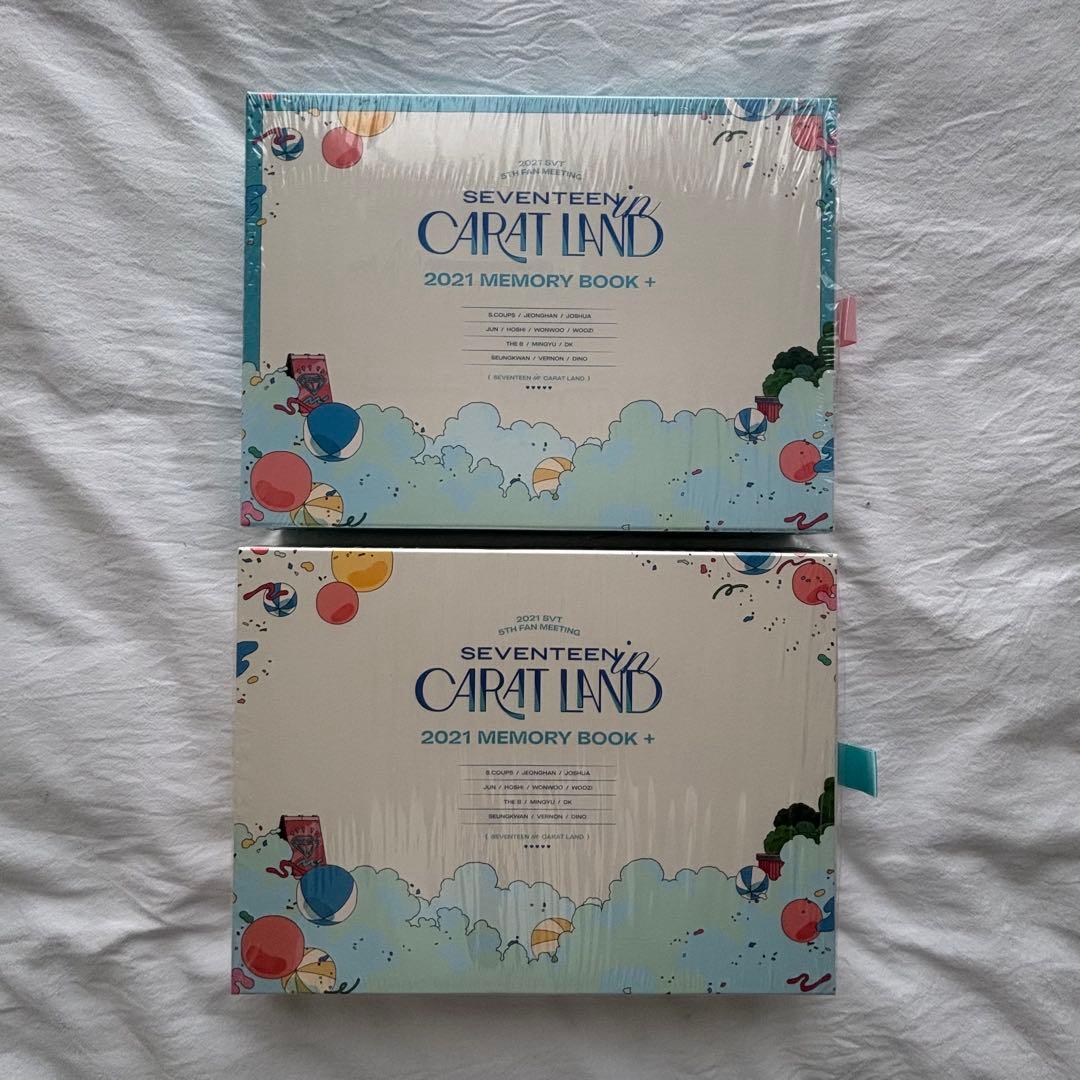 2021 SVT
5TH FAN MEETING
SEVENTEEN in
CARAT LAND
2021 MEMORY BOOK +
S.COUPS / JEONGHAN / JOSHUA
JUN / HOSHI / WONWOO / WOOZI
THE 8 / MINGYU / DK
SEUNGKWAN / VERNON / DINO
( SEVENTEEN in CARAT LAND )
2021 SVT
5TH FAN MEETING
SEVENTEEN in
CARAT LAND
2021 MEMORY BOOK +
S.COUPS / JEONGHAN / JOSHUA
JUN / HOSHI / WONWOO / WOOZI
THE 8 / MINGYU / DK
SEUNGKWAN / VERNON / DINO
( SEVENTEEN in CARAT LAND )